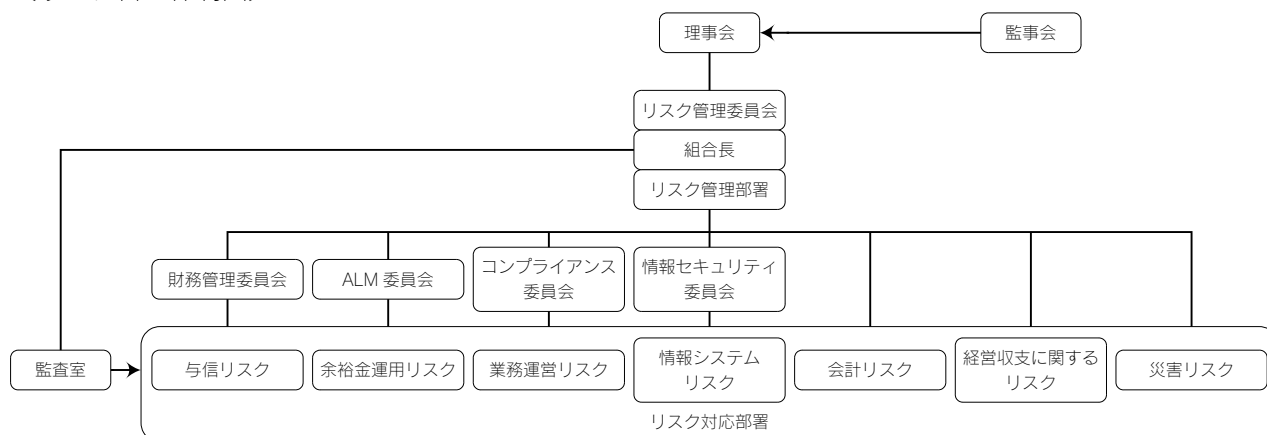 理事会
監事会
リスク管理委員会
組合長
リスク管理部署
財務管理委員会
ALM 委員会
コンプライアンス
委員会
情報セキュリティ
委員会
監査室
与信リスク
余裕金運用リスク
業務運営リスク
情報システム
リスク
会計リスク
経営収支に関する
リスク
災害リスク
リスク対応部署